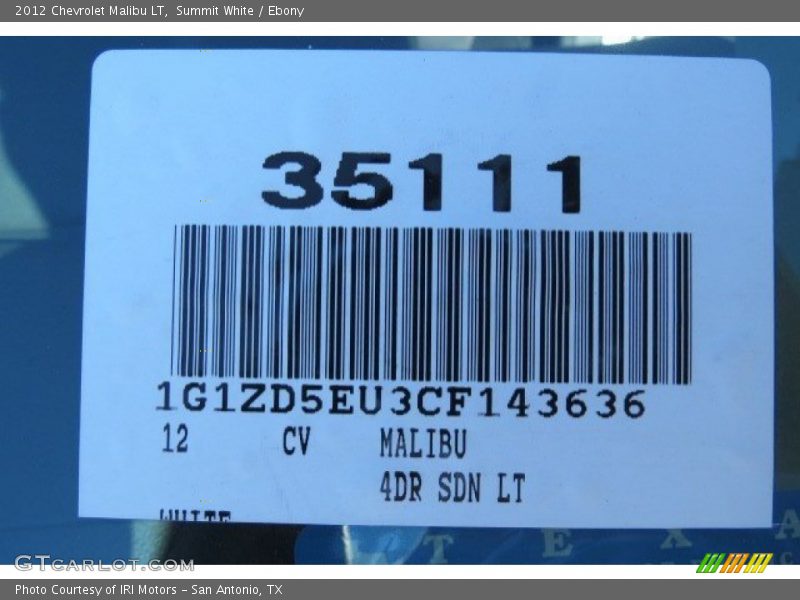 2012 Chevrolet Malibu LT, Summit White / Ebony
35111
1G1ZD5EU3CF143636
12 CV MALIBU
4DR SDN LT
WHITE
T E X A
GTCARLOT.COM
Photo Courtesy of IRI Motors – San Antonio, TX